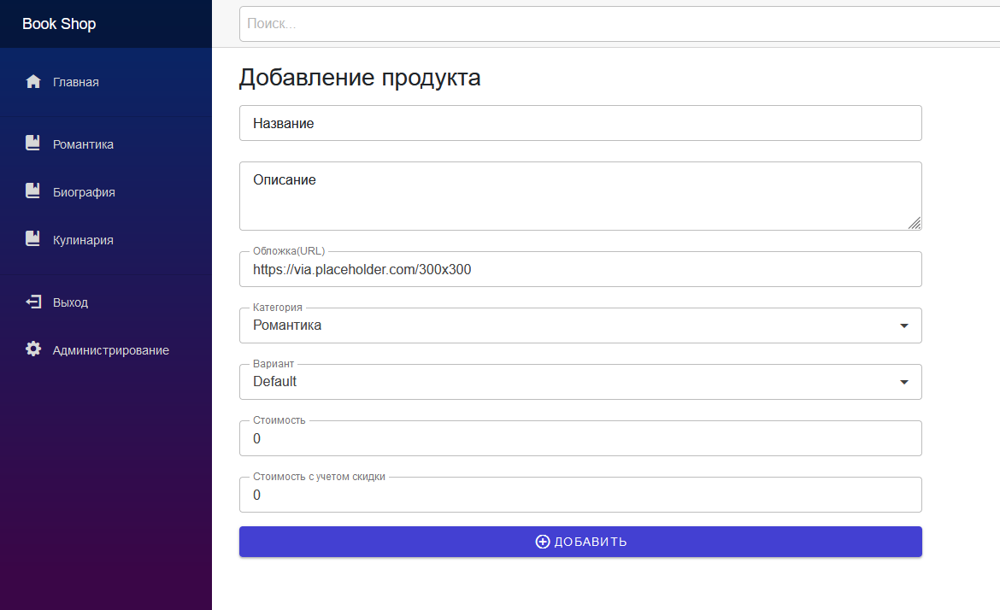 Book Shop
Поиск...
Главная
Романтика
Биография
Кулинария
Выход
Администрирование
Добавление продукта
Название
Описание
Обложка(URL)
https://via.placeholder.com/300x300
Категория
Романтика
Вариант
Default
Стоимость
0
Стоимость с учетом скидки
0
ДОБАВИТЬ